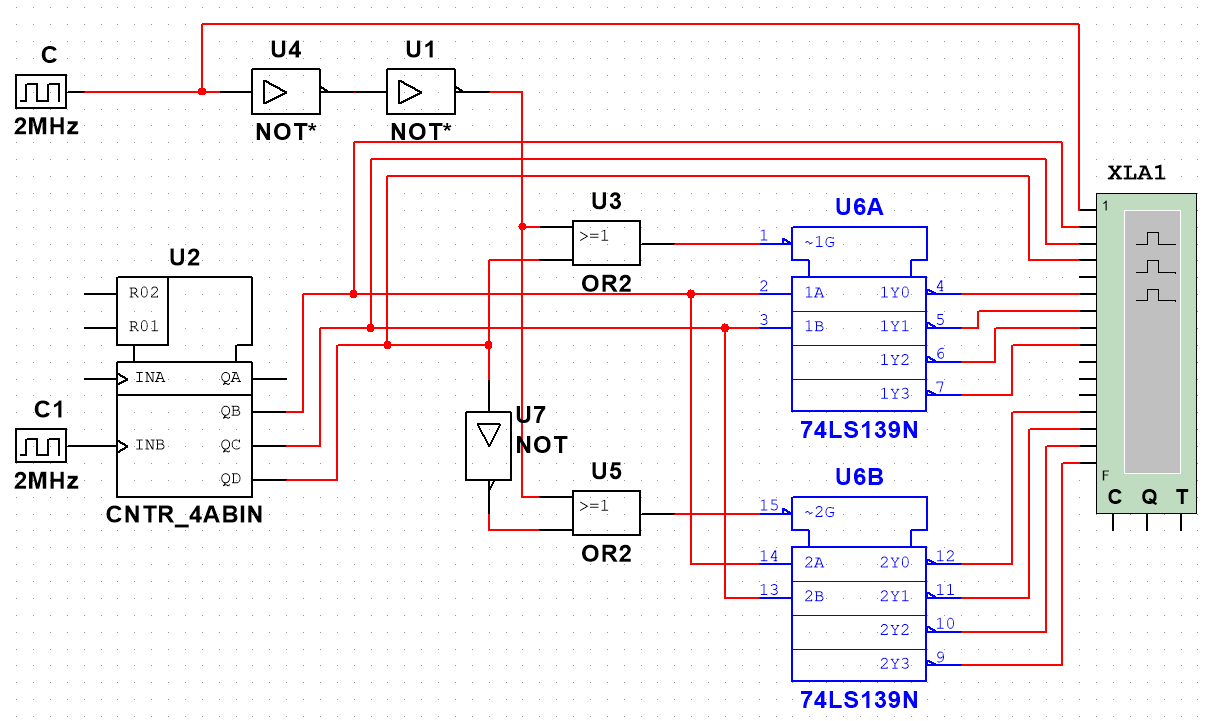 C
2MHz
U4
NOT*
U1
NOT*
XLA1
1
F
C Q T
U3
>=1
OR2
U6A
1 ~1G
2 1A 1Y0 4
3 1B 1Y1 5
1Y2 6
1Y3 7
74LS139N
U2
R02
R01
INA QA
QB
INB QC
QD
CNTR_4ABIN
C1
2MHz
U7
NOT
U5
>=1
OR2
U6B
15 ~2G
14 2A 2Y0 12
13 2B 2Y1 11
2Y2 10
2Y3 9
74LS139N